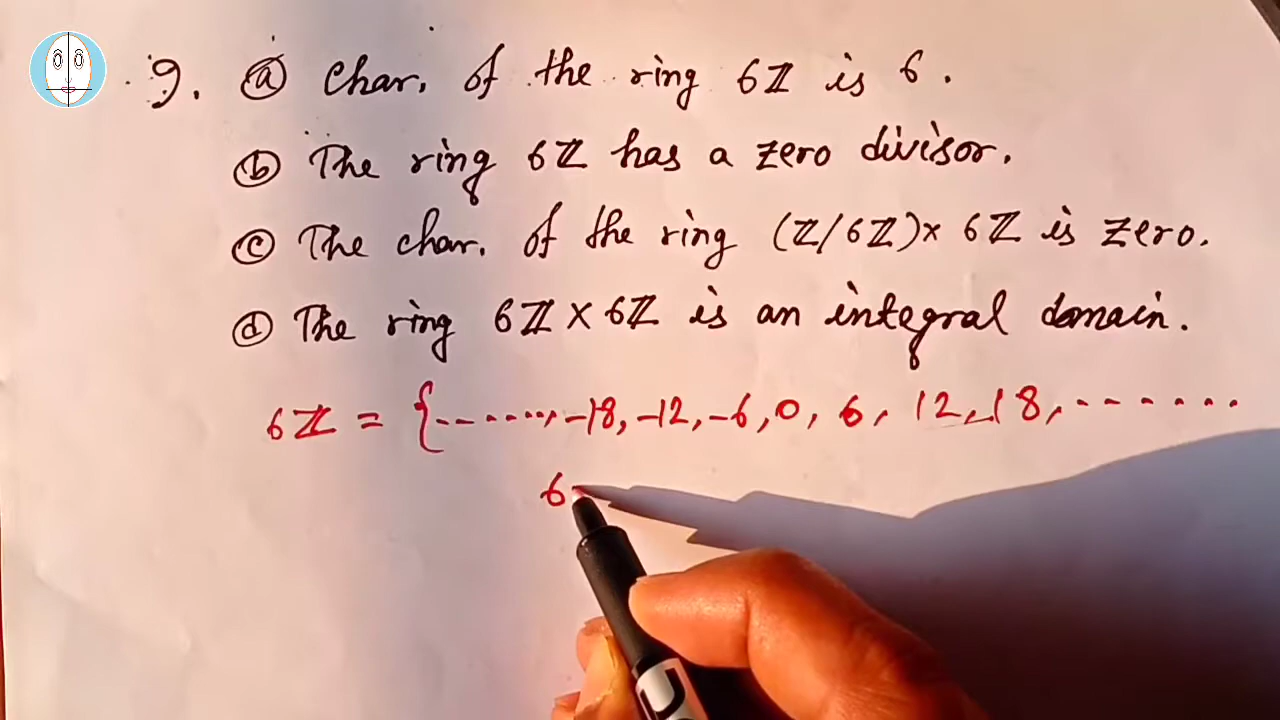 9. ⓐ Char. of the ring 6ℤ is 6.
ⓑ The ring 6ℤ has a zero divisor.
ⓒ The char. of the ring (ℤ/6ℤ)× 6ℤ is zero.
ⓓ The ring 6ℤ × 6ℤ is an integral domain.
6ℤ = {......., -18, -12, -6, 0, 6, 12, 18, .......
6